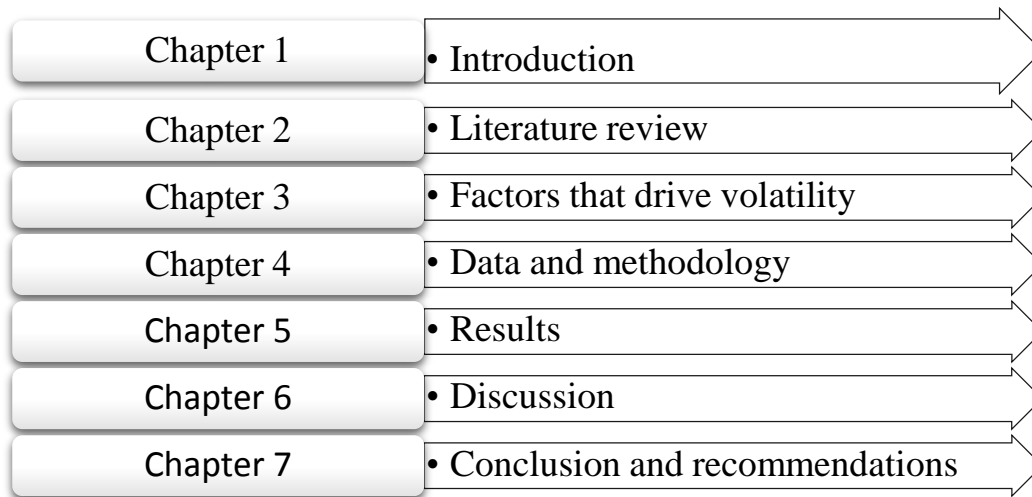 Chapter 1
• Introduction
Chapter 2
• Literature review
Chapter 3
• Factors that drive volatility
Chapter 4
• Data and methodology
Chapter 5
• Results
Chapter 6
• Discussion
Chapter 7
• Conclusion and recommendations